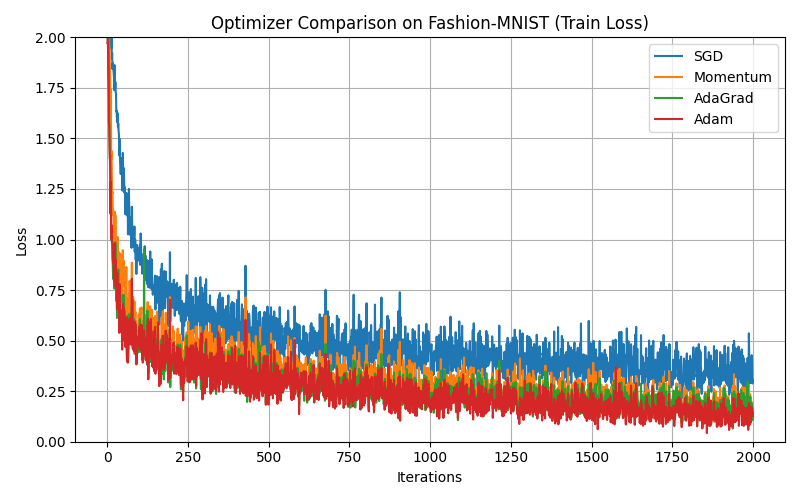 Optimizer Comparison on Fashion-MNIST (Train Loss)
SGD
Momentum
AdaGrad
Adam
2.00
1.75
1.50
1.25
1.00
0.75
0.50
0.25
0.00
Loss
0 250 500 750 1000 1250 1500 1750 2000
Iterations